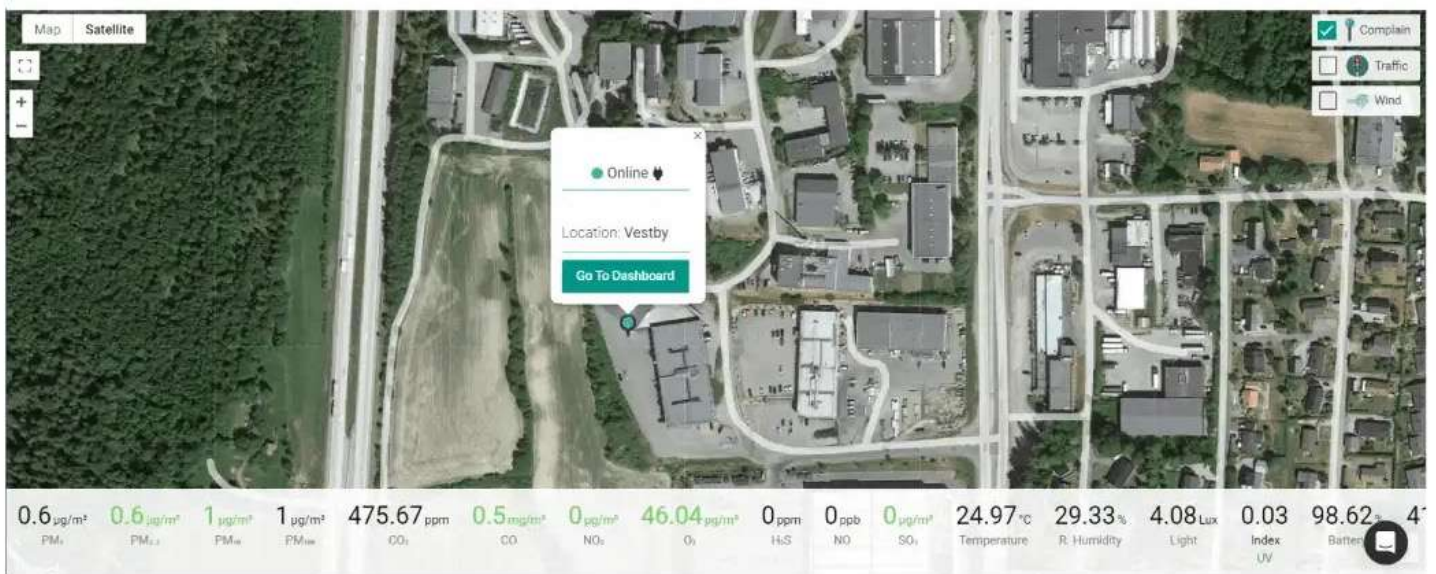 Map Satellite
Complain
Traffic
Wind
+
−
×
Online
Location: Vestby
Go To Dashboard
0.6 µg/m³ 0.6 µg/m³ 1 µg/m³ 1 µg/m³ 475.67 ppm 0.5 mg/m³ 0 µg/m³ 46.04 µg/m³ 0 ppm 0 ppb 0 µg/m³ 24.97 °C 29.33 % 4.08 Lux 0.03 98.62 % 4
PM₁ PM₂.₅ PM₁₀ PM₁₀₀ CO₂ CO NO₂ O₃ H₂S NO SO₂ Temperature R. Humidity Light Index
UV